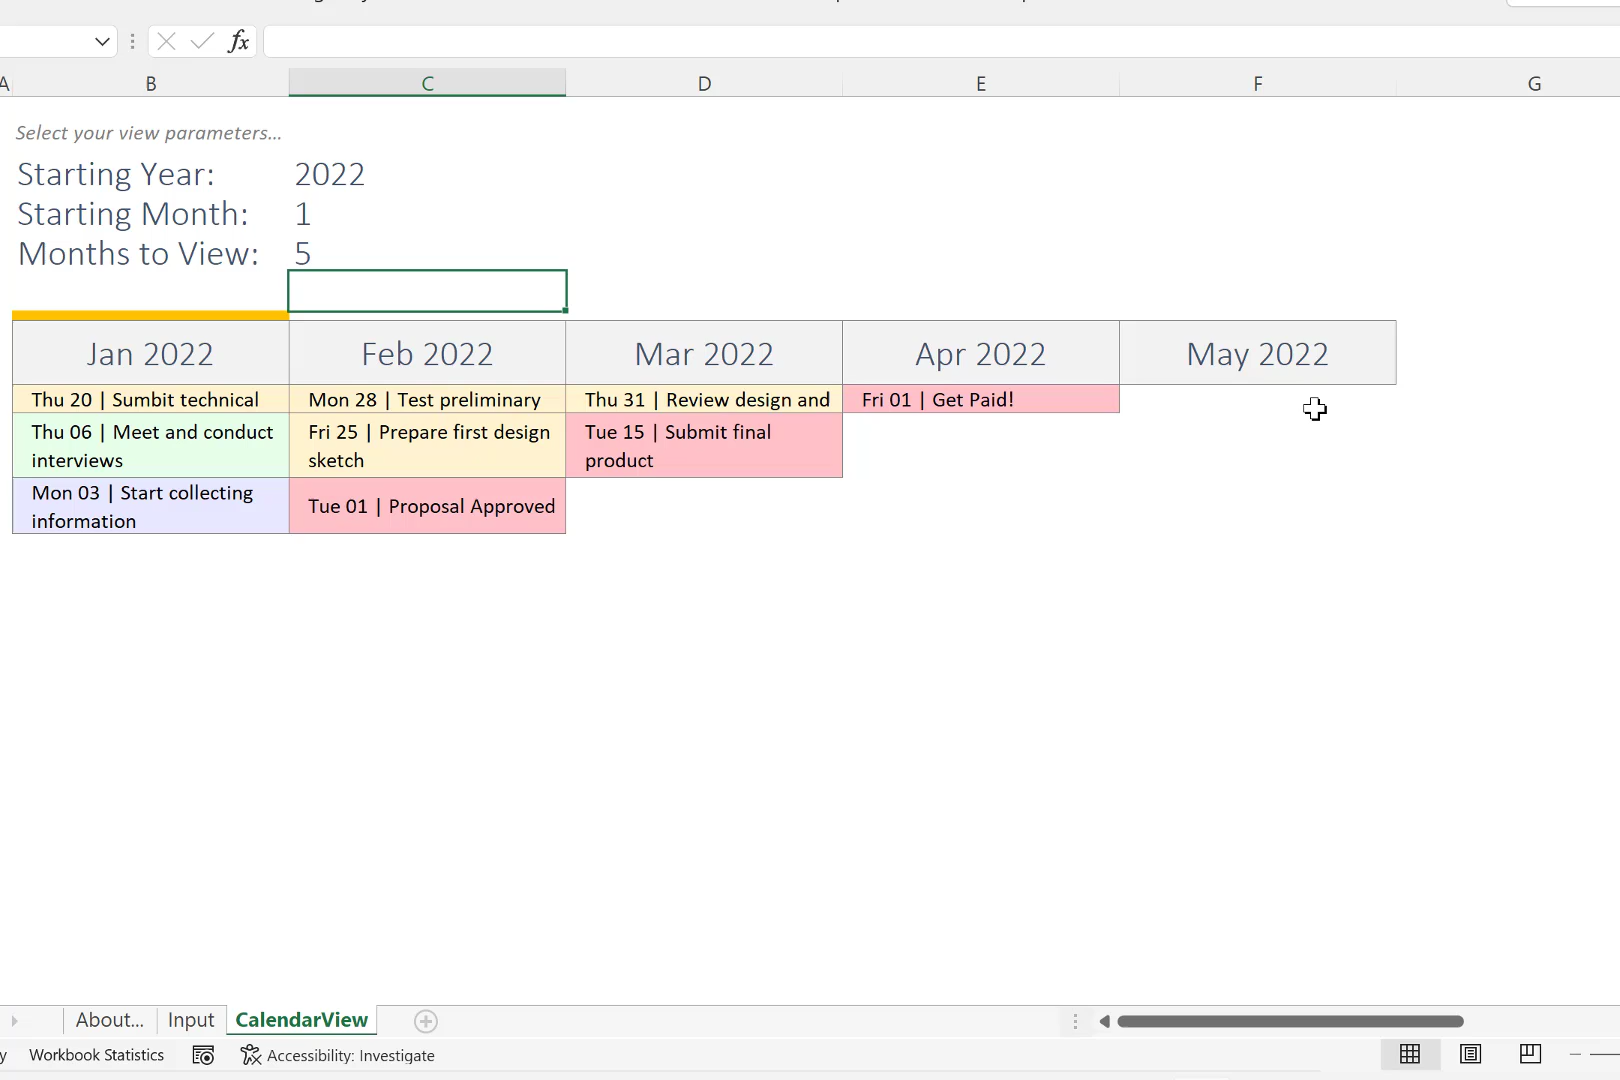 fx
A B C D E F G
Select your view parameters...
Starting Year: 2022
Starting Month: 1
Months to View: 5
Jan 2022 Feb 2022 Mar 2022 Apr 2022 May 2022
Thu 20 | Sumbit technical Mon 28 | Test preliminary Thu 31 | Review design and Fri 01 | Get Paid!
Thu 06 | Meet and conduct
interviews
Fri 25 | Prepare first design
sketch
Tue 15 | Submit final
product
Mon 03 | Start collecting
information
Tue 01 | Proposal Approved
About... Input CalendarView
y Workbook Statistics Accessibility: Investigate